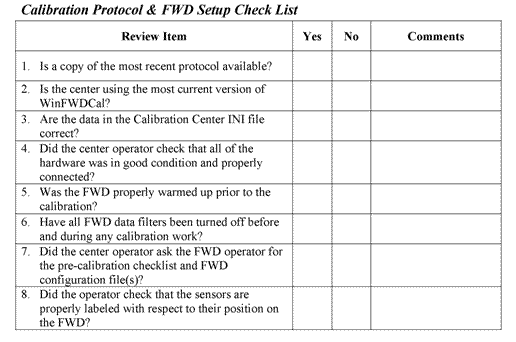 Calibration Protocol & FWD Setup Check List
Review Item Yes No Comments
1. Is a copy of the most recent protocol available?
2. Is the center using the most current version of
WinFWDCal?
3. Are the data in the Calibration Center INI file
correct?
4. Did the center operator check that all of the
hardware was in good condition and properly
connected?
5. Was the FWD properly warmed up prior to the
calibration?
6. Have all FWD data filters been turned off before
and during any calibration work?
7. Did the center operator ask the FWD operator for
the pre-calibration checklist and FWD
configuration file(s)?
8. Did the operator check that the sensors are
properly labeled with respect to their position on
the FWD?